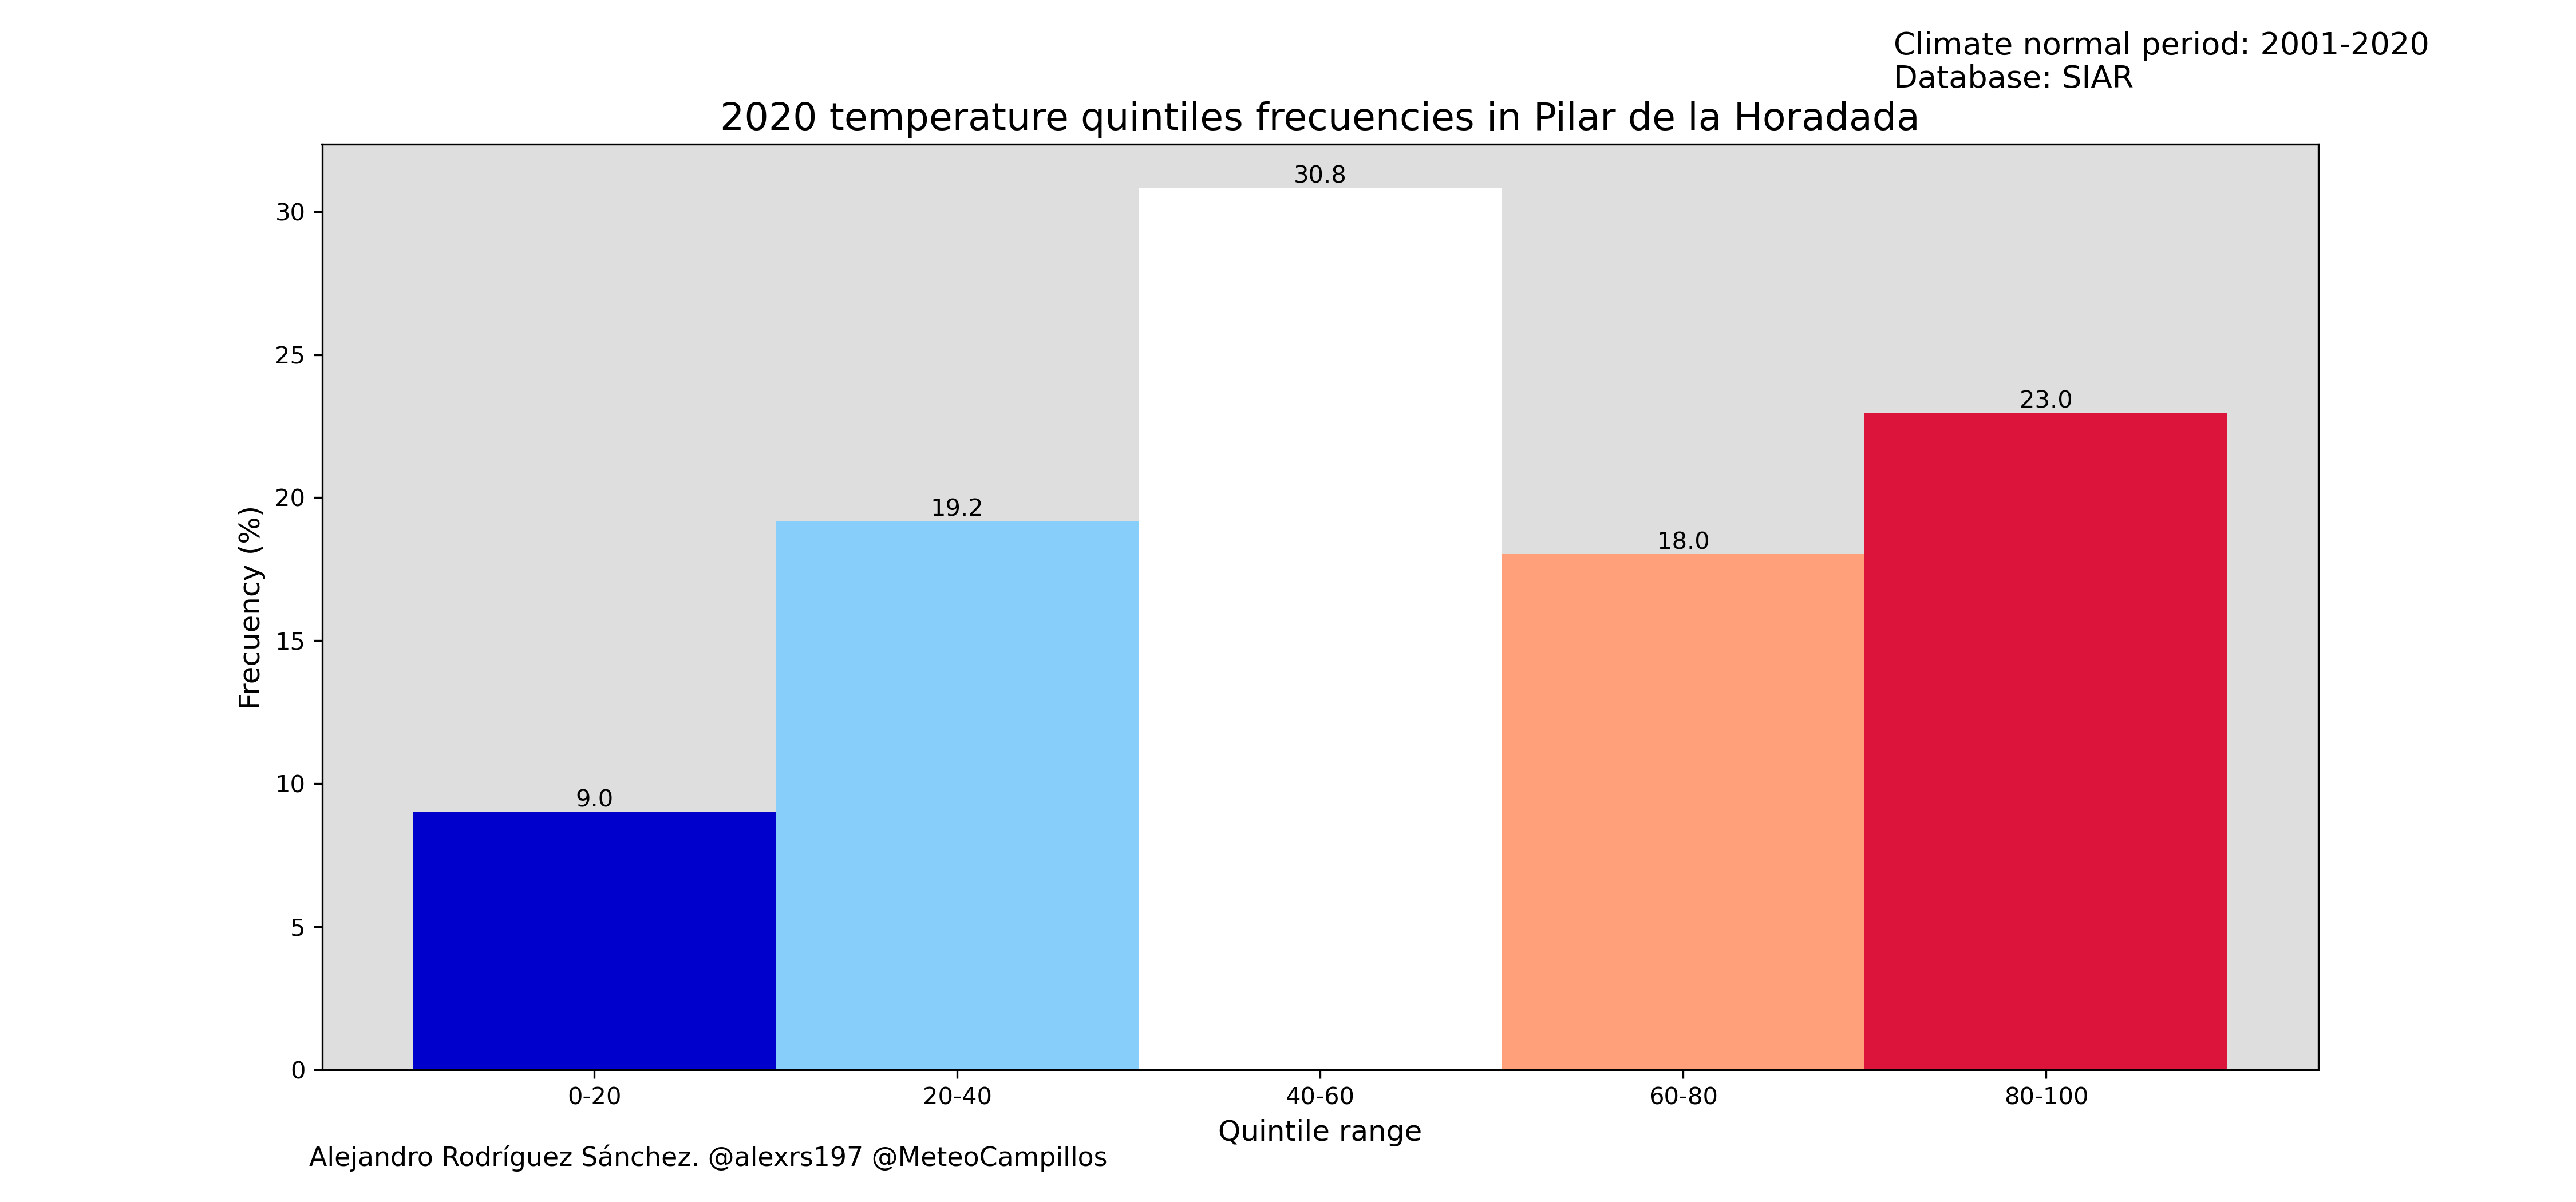 Climate normal period: 2001-2020
Database: SIAR
2020 temperature quintiles frecuencies in Pilar de la Horadada
Frecuency (%)
30
25
20
15
10
5
0
9.0
19.2
30.8
18.0
23.0
0-20
20-40
40-60
60-80
80-100
Quintile range
Alejandro Rodríguez Sánchez. @alexrs197 @MeteoCampillos